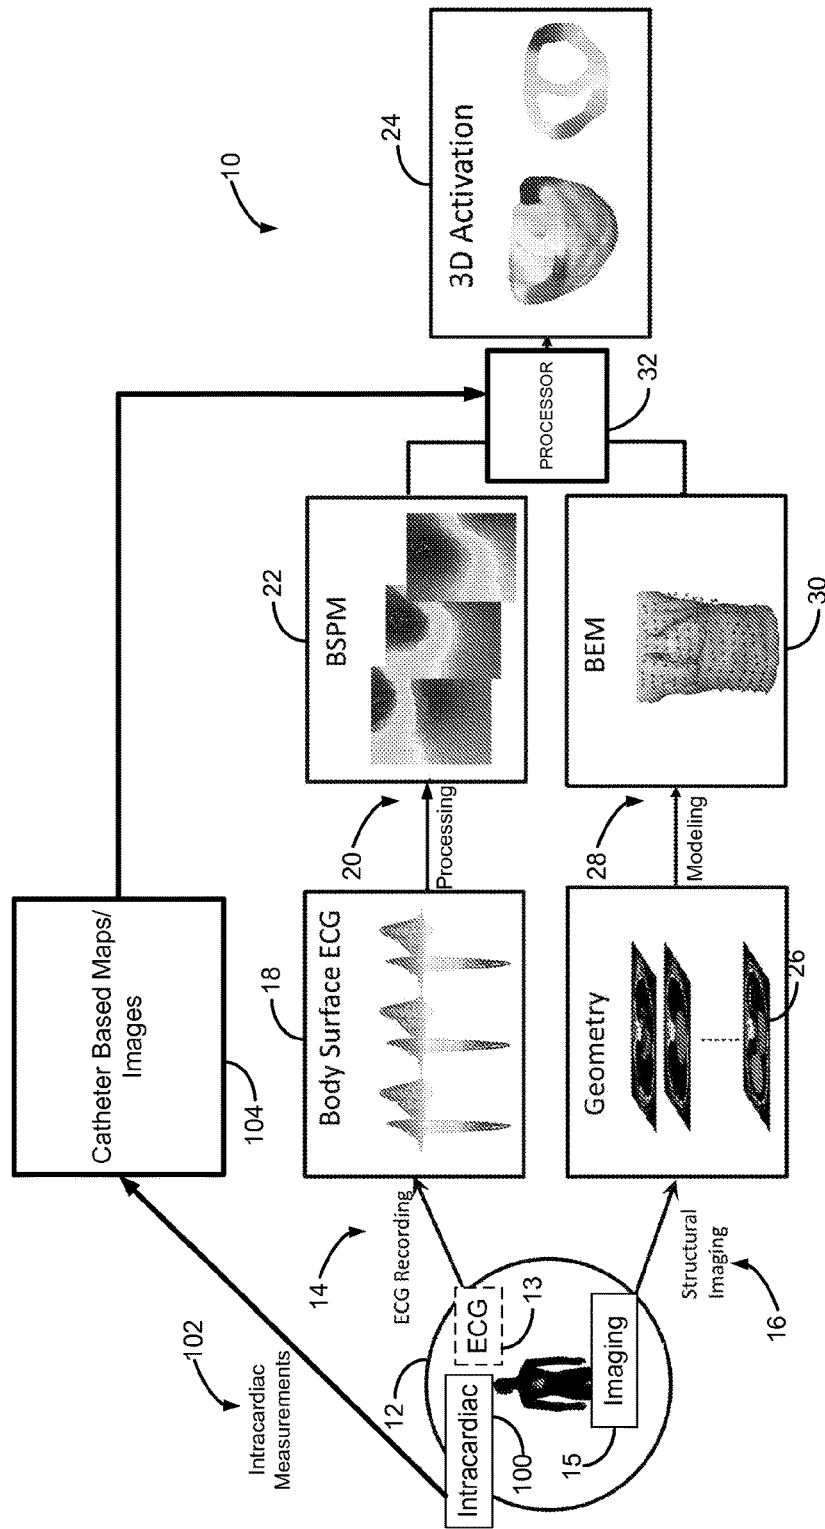 10
Catheter Based Maps/
Images
104
102
Intracardiac
Measurements
14
ECG Recording
18
Body Surface ECG
20
Processing
22
BSPM
24
3D Activation
PROCESSOR
32
12
Intracardiac
100
ECG
13
15
Imaging
16
Structural
Imaging
Geometry
26
28
Modeling
BEM
30